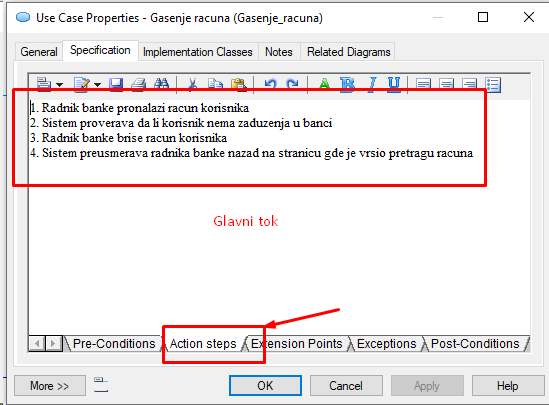 Use Case Properties - Gasenje racuna (Gasenje_racuna)
General Specification Implementation Classes Notes Related Diagrams
1. Radnik banke pronalazi racun korisnika
2. Sistem proverava da li korisnik nema zaduzenja u banci
3. Radnik banke brise racun korisnika
4. Sistem preusmerava radnika banke nazad na stranicu gde je vrsio pretragu racuna
Glavni tok
Pre-Conditions Action steps Extension Points Exceptions Post-Conditions
More >> OK Cancel Apply Help